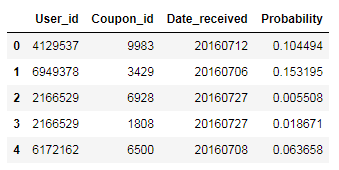 User_id Coupon_id Date_received Probability
0 4129537 9983 20160712 0.104494
1 6949378 3429 20160706 0.153195
2 2166529 6928 20160727 0.005508
3 2166529 1808 20160727 0.018671
4 6172162 6500 20160708 0.063658